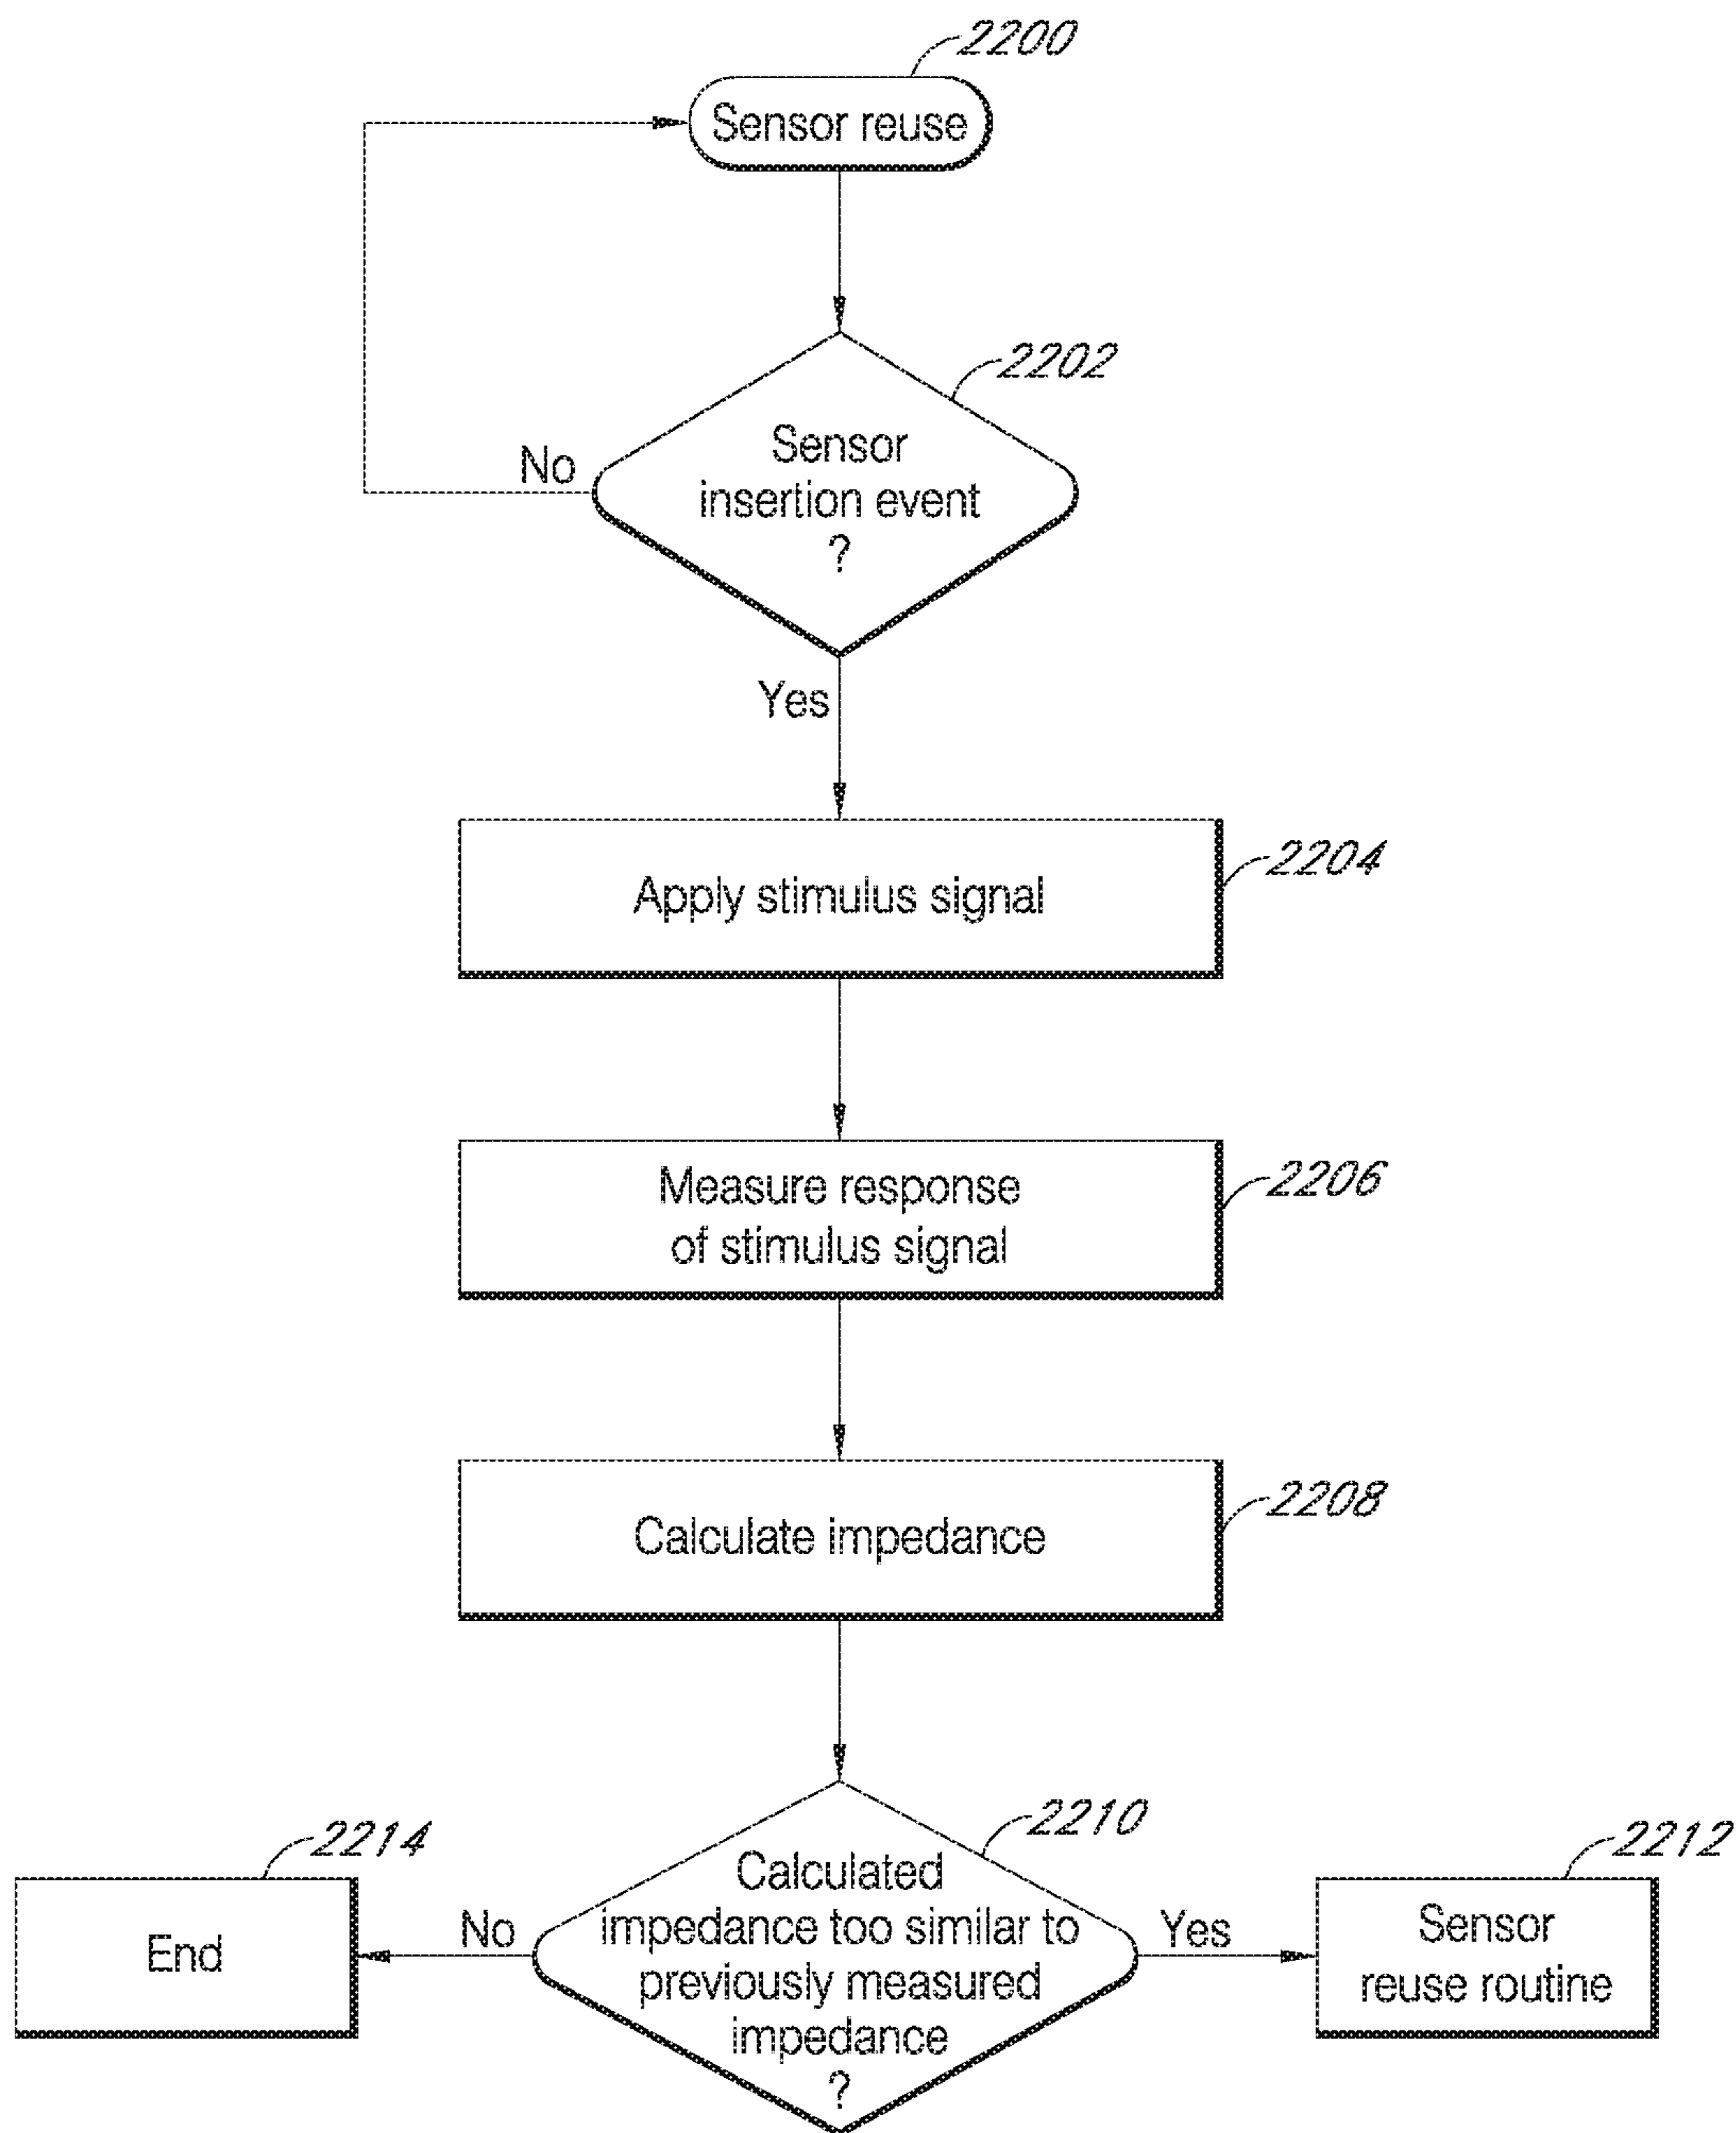 2200
Sensor reuse
2202
Sensor
insertion event
?
No
Yes
2204
Apply stimulus signal
2206
Measure response
of stimulus signal
2208
Calculate impedance
2210
Calculated
impedance too similar to
previously measured
impedance
?
No
2214
End
Yes
2212
Sensor
reuse routine